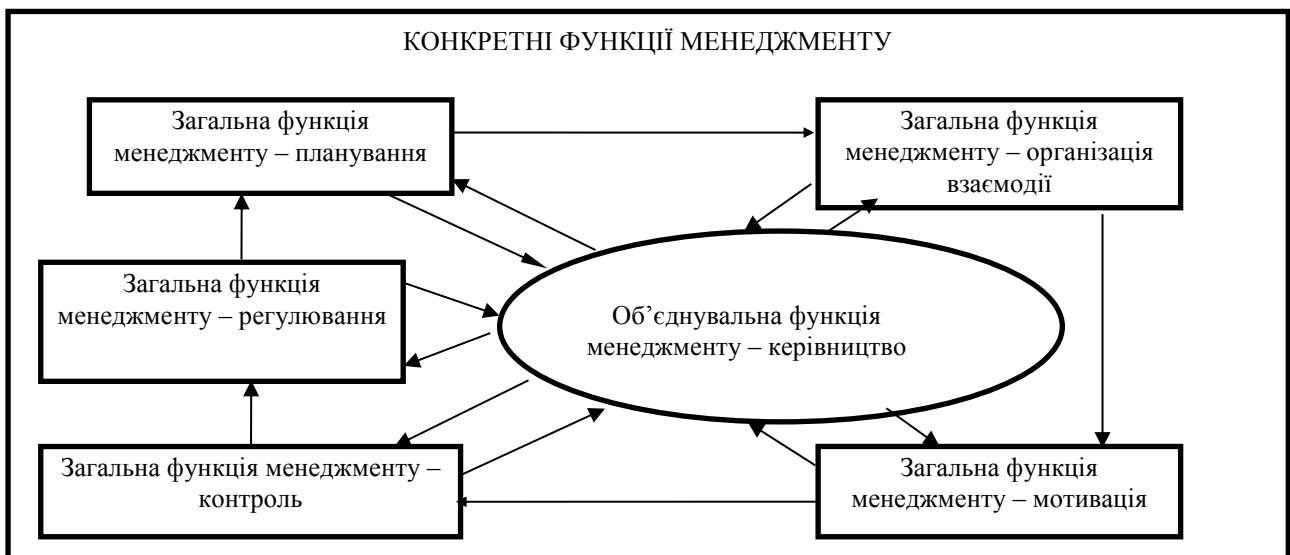 КОНКРЕТНІ ФУНКЦІЇ МЕНЕДЖМЕНТУ
Загальна функція
менеджменту – планування
Загальна функція
менеджменту – організація
взаємодії
Загальна функція
менеджменту – регулювання
Об’єднувальна функція
менеджменту – керівництво
Загальна функція менеджменту –
контроль
Загальна функція
менеджменту – мотивація